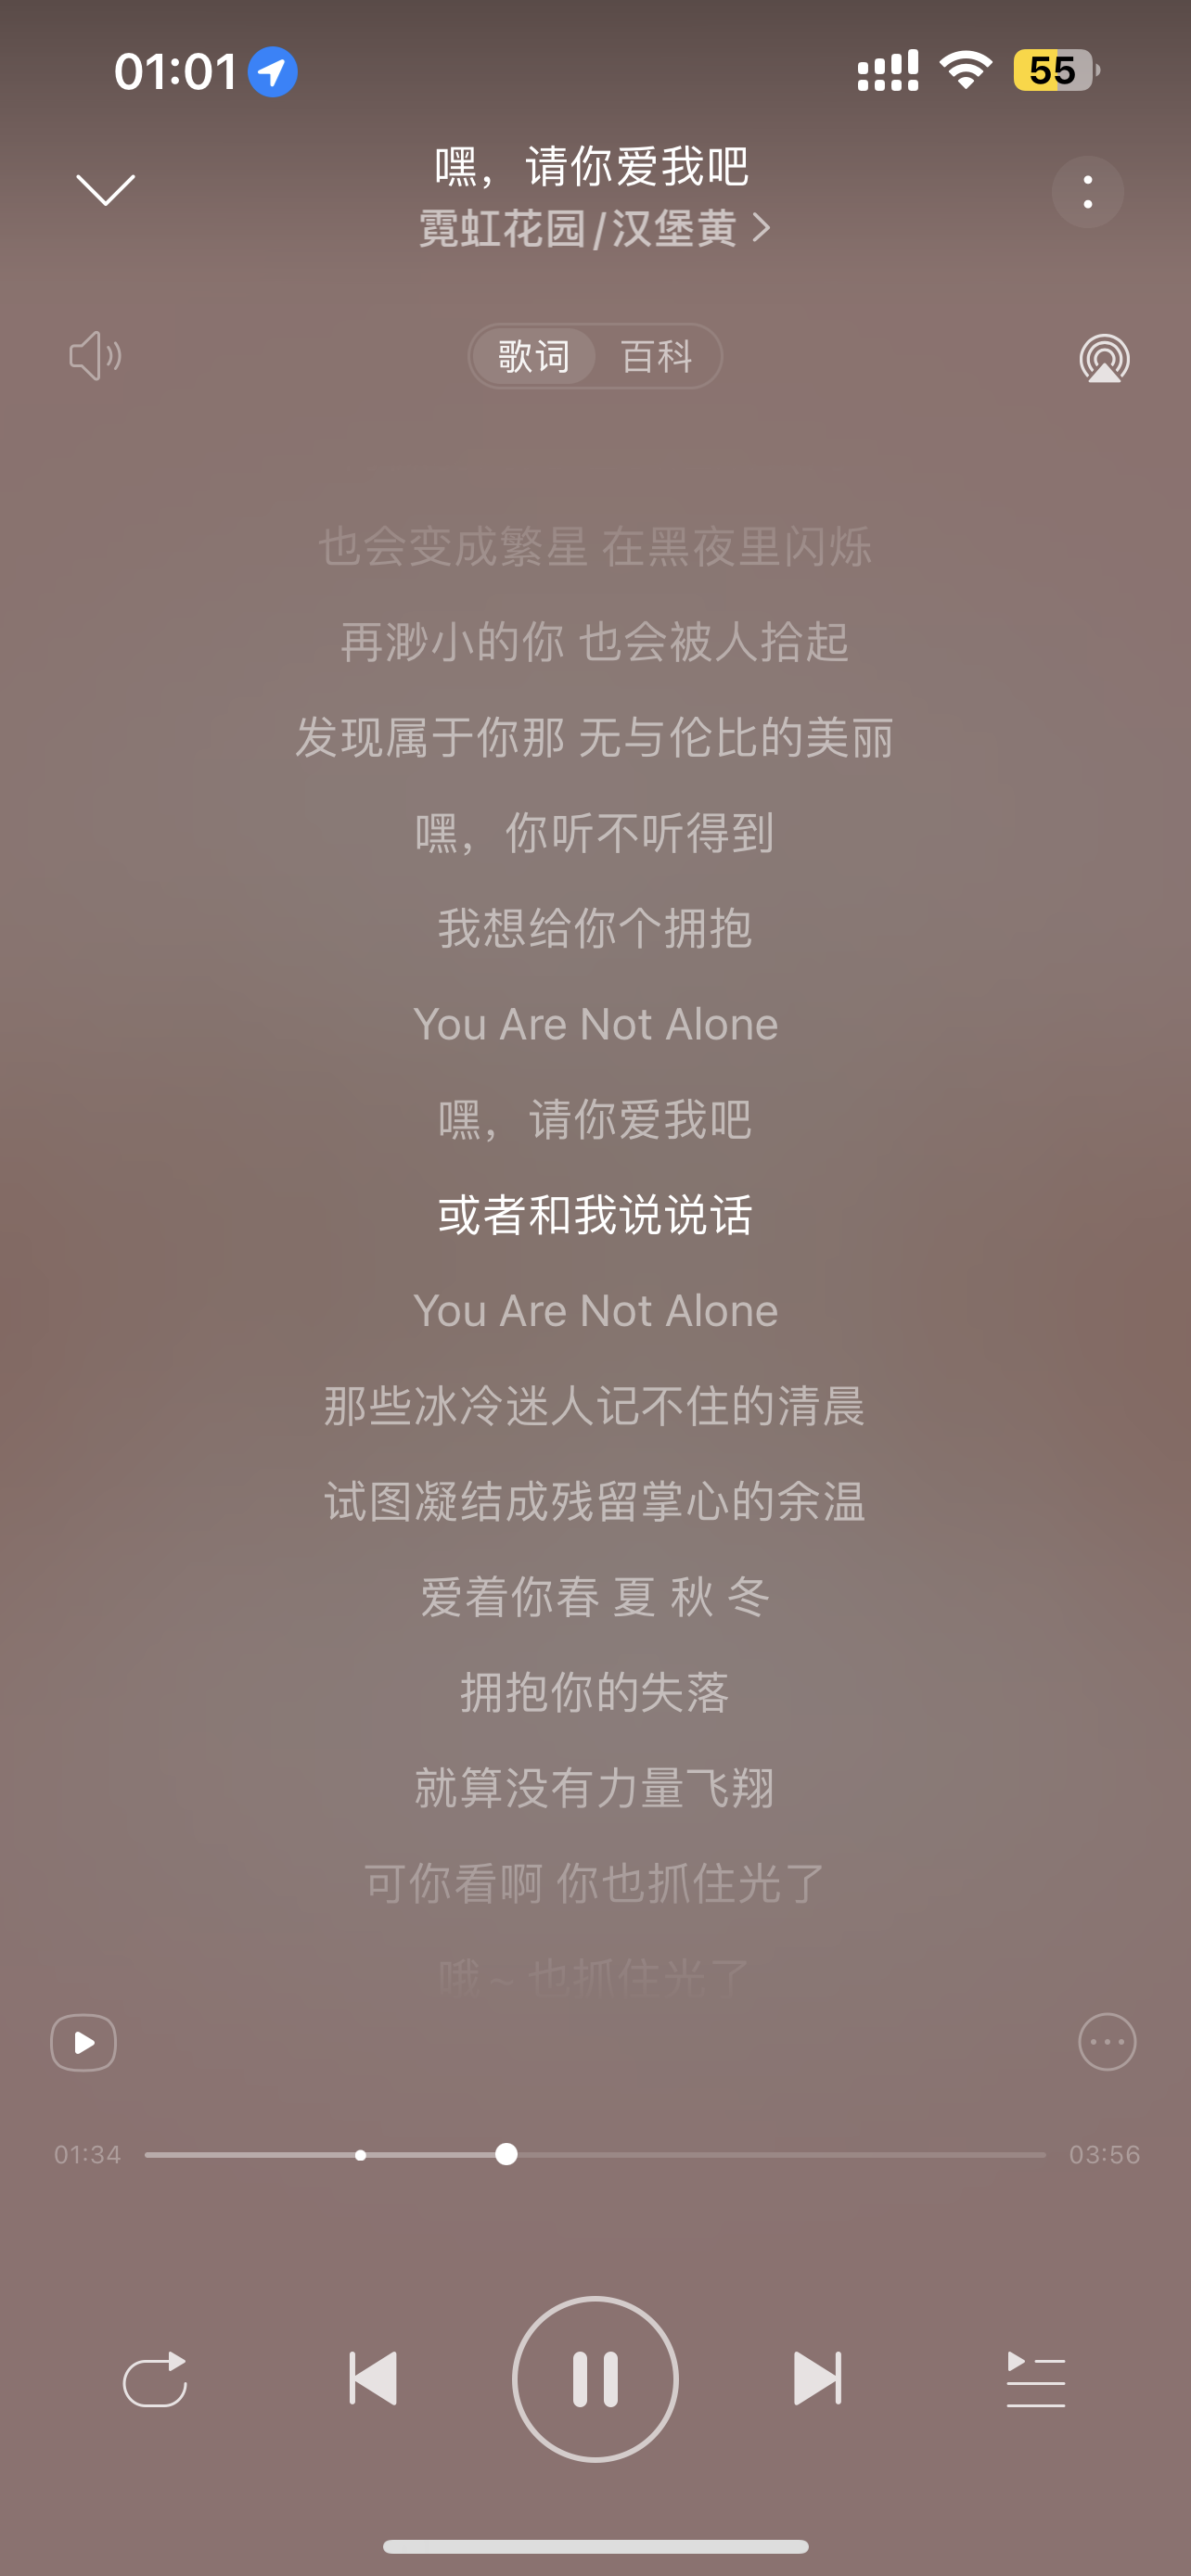 01:01
55
嘿，请你爱我吧
霓虹花园/汉堡黄
歌词 百科
也会变成繁星 在黑夜里闪烁
再渺小的你 也会被人拾起
发现属于你那 无与伦比的美丽
嘿，你听不听得到
我想给你个拥抱
You Are Not Alone
嘿，请你爱我吧
或者和我说说话
You Are Not Alone
那些冰冷迷人记不住的清晨
试图凝结成残留掌心的余温
爱着你春 夏 秋 冬
拥抱你的失落
就算没有力量飞翔
可你看啊 你也抓住光了
哦~ 也抓住光了
01:34 03:56